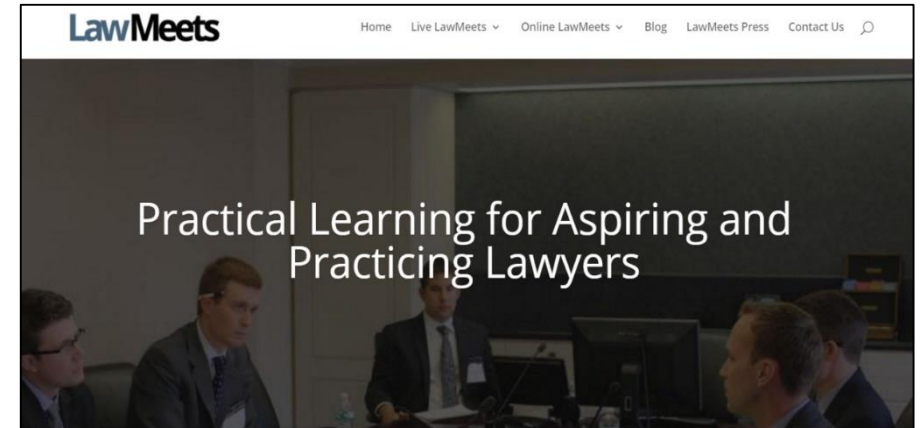 LawMeets
Home Live LawMeets Online LawMeets Blog LawMeets Press Contact Us
Practical Learning for Aspiring and
Practicing Lawyers